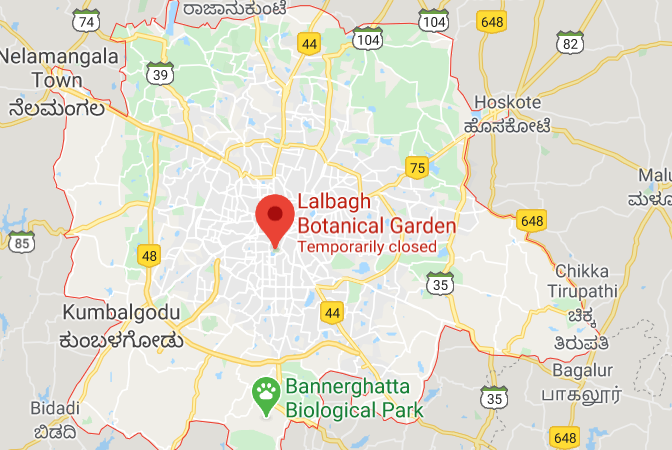 ರಾಜಾನುಕುಂಟೆ
74
44
104
104
648
82
39
Nelamangala
Town
ನೆಲಮಂಗಲ
Hoskote
ಹೊಸಕೋಟೆ
75
Lalbagh
Botanical Garden
Temporarily closed
648
85
48
35
Chikka
Tirupathi
ಚಿಕ್ಕ
ತಿರುಪತಿ
Kumbalgodu
ಕುಂಬಳಗೋಡು
44
Bagalur
ಬಾಗಲೂರ್
Bannerghatta
Biological Park
35
Bidadi
ಬಿಡದಿ
648